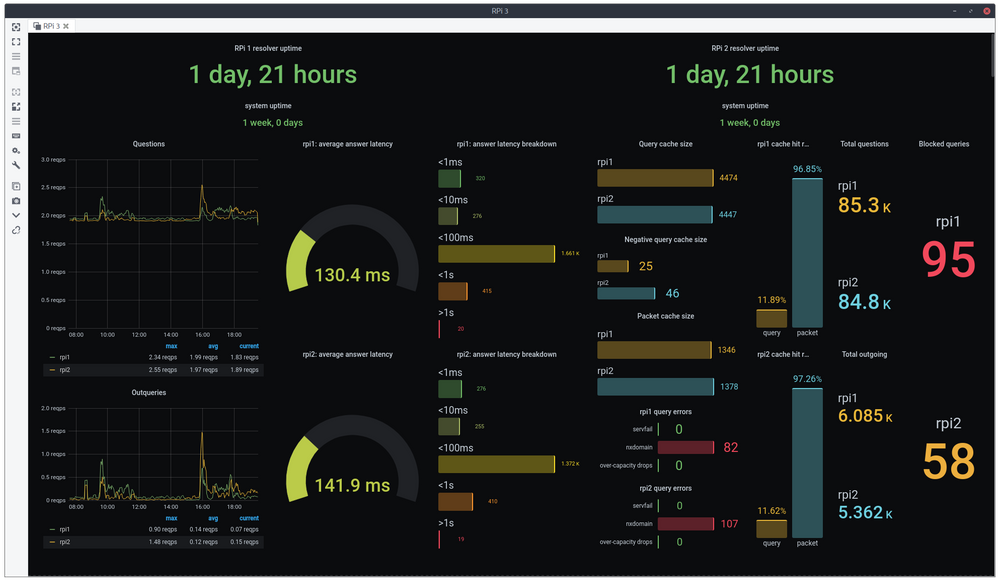 RPi 3
RPi 3
RPi 1 resolver uptime
1 day, 21 hours
system uptime
1 week, 0 days
RPi 2 resolver uptime
1 day, 21 hours
system uptime
1 week, 0 days
Questions
3.0 reqps
2.5 reqps
2.0 reqps
1.5 reqps
1.0 reqps
0.5 reqps
0 reqps
08:00 10:00 12:00 14:00 16:00 18:00
max avg current
rpi1 2.34 reqps 1.99 reqps 1.83 reqps
rpi2 2.55 reqps 1.97 reqps 1.89 reqps
Outqueries
2.0 reqps
1.5 reqps
1.0 reqps
0.5 reqps
0 reqps
08:00 10:00 12:00 14:00 16:00 18:00
max avg current
rpi1 0.90 reqps 0.14 reqps 0.07 reqps
rpi2 1.48 reqps 0.12 reqps 0.15 reqps
rpi1: average answer latency
130.4 ms
rpi2: average answer latency
141.9 ms
rpi1: answer latency breakdown
<1ms
320
<10ms
276
<100ms
1.661 K
<1s
415
>1s
20
rpi2: answer latency breakdown
<1ms
276
<10ms
255
<100ms
1.372 K
<1s
410
>1s
19
Query cache size
rpi1
4474
rpi2
4447
Negative query cache size
rpi1
25
rpi2
46
Packet cache size
rpi1
1346
rpi2
1378
rpi1 query errors
servfail 0
nxdomain 82
over-capacity drops 0
rpi2 query errors
servfail 0
nxdomain 107
over-capacity drops 0
rpi1 cache hit r...
96.85%
11.89%
query packet
rpi2 cache hit r...
97.26%
11.62%
query packet
Total questions
rpi1
85.3 K
rpi2
84.8 K
Total outgoing
rpi1
6.085 K
rpi2
5.362 K
Blocked queries
rpi1
95
rpi2
58